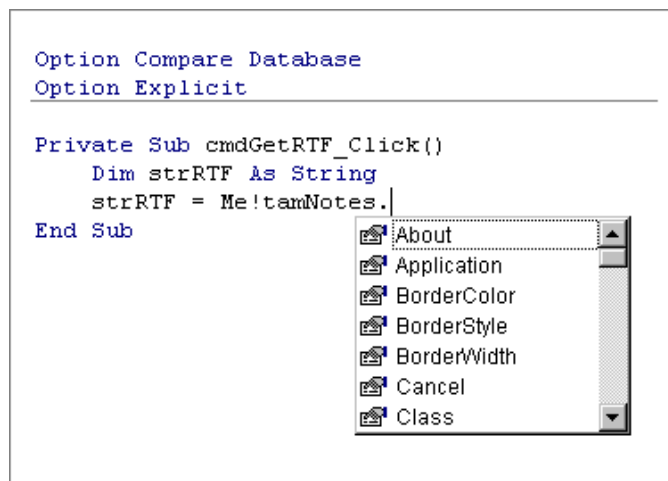 Option Compare Database
Option Explicit
Private Sub cmdGetRTF_Click()
Dim strRTF As String
strRTF = Me!tamNotes.
End Sub
About
Application
BorderColor
BorderStyle
BorderWidth
Cancel
Class